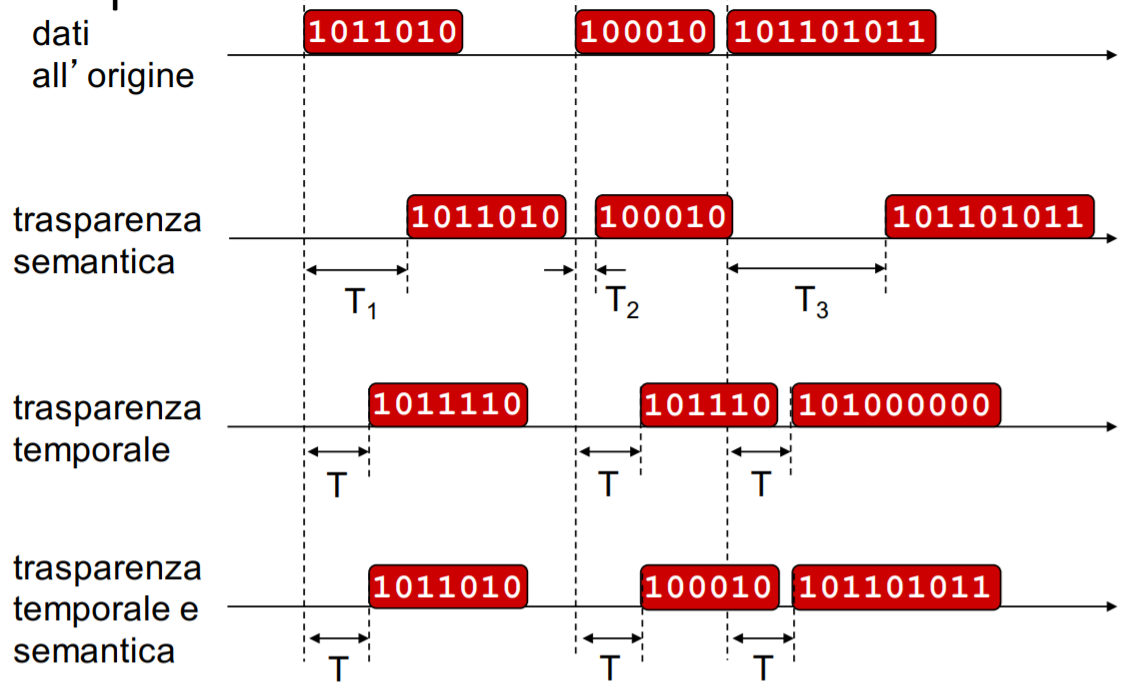 dati
all’origine
1011010
100010
101101011
trasparenza
semantica
1011010
100010
101101011
T1
T2
T3
trasparenza
temporale
1011110
101110
101000000
T
T
T
trasparenza
temporale e
semantica
1011010
100010
101101011
T
T
T